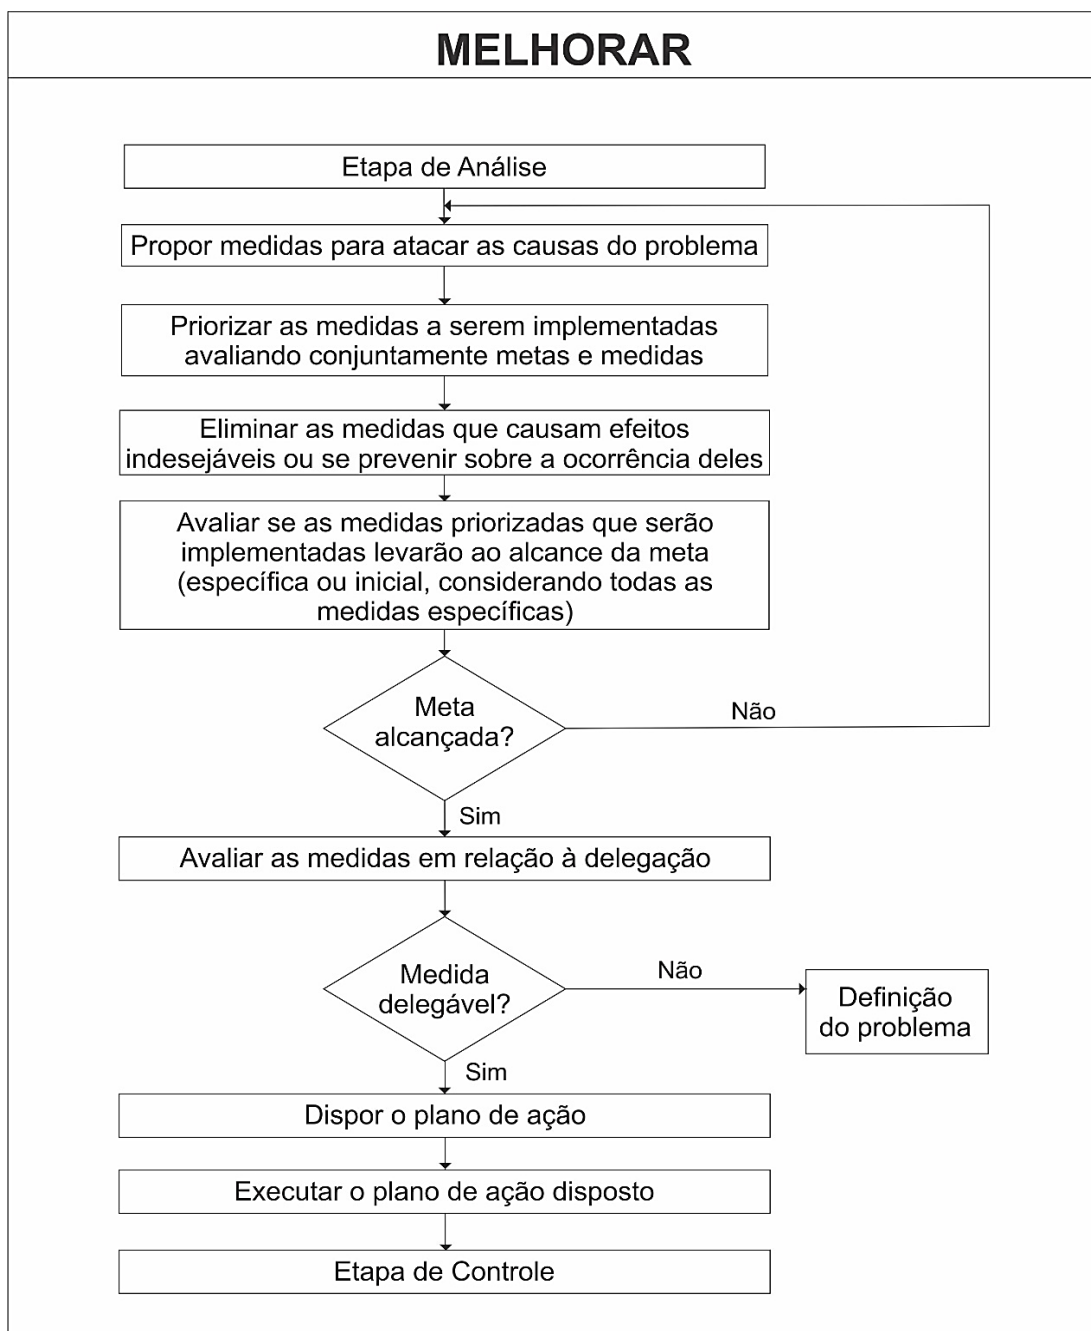 MELHORAR
Etapa de Análise
Propor medidas para atacar as causas do problema
Priorizar as medidas a serem implementadas
avaliando conjuntamente metas e medidas
Eliminar as medidas que causam efeitos
indesejáveis ou se prevenir sobre a ocorrência deles
Avaliar se as medidas priorizadas que serão
implementadas levarão ao alcance da meta
(específica ou inicial, considerando todas as
medidas específicas)
Meta
alcançada?
Não
Sim
Avaliar as medidas em relação à delegação
Medida
delegável?
Não
Definição
do problema
Sim
Dispor o plano de ação
Executar o plano de ação disposto
Etapa de Controle